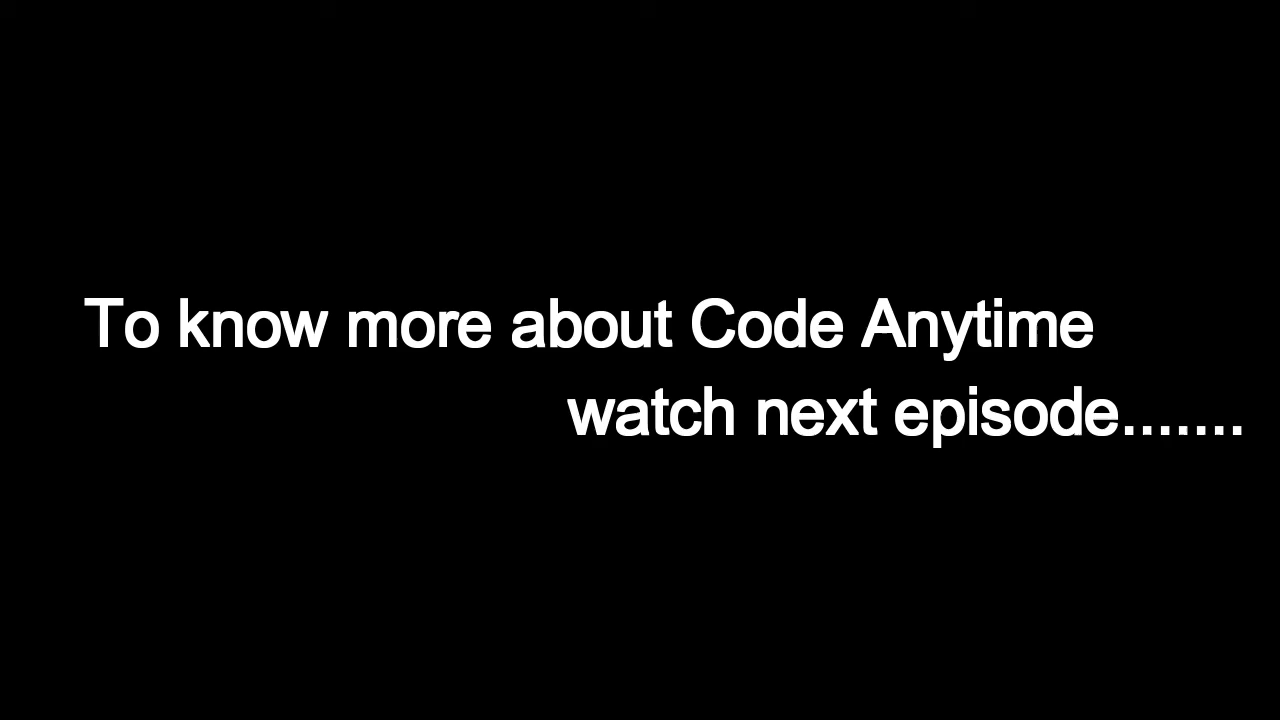 To know more about Code Anytime
watch next episode.......